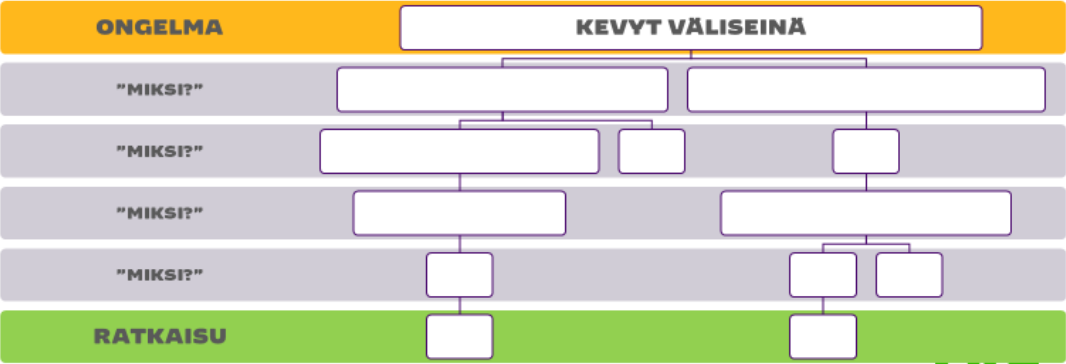 ONGELMA
KEVYT VÄLISEINÄ
"MIKSI?"
"MIKSI?"
"MIKSI?"
"MIKSI?"
RATKAISU